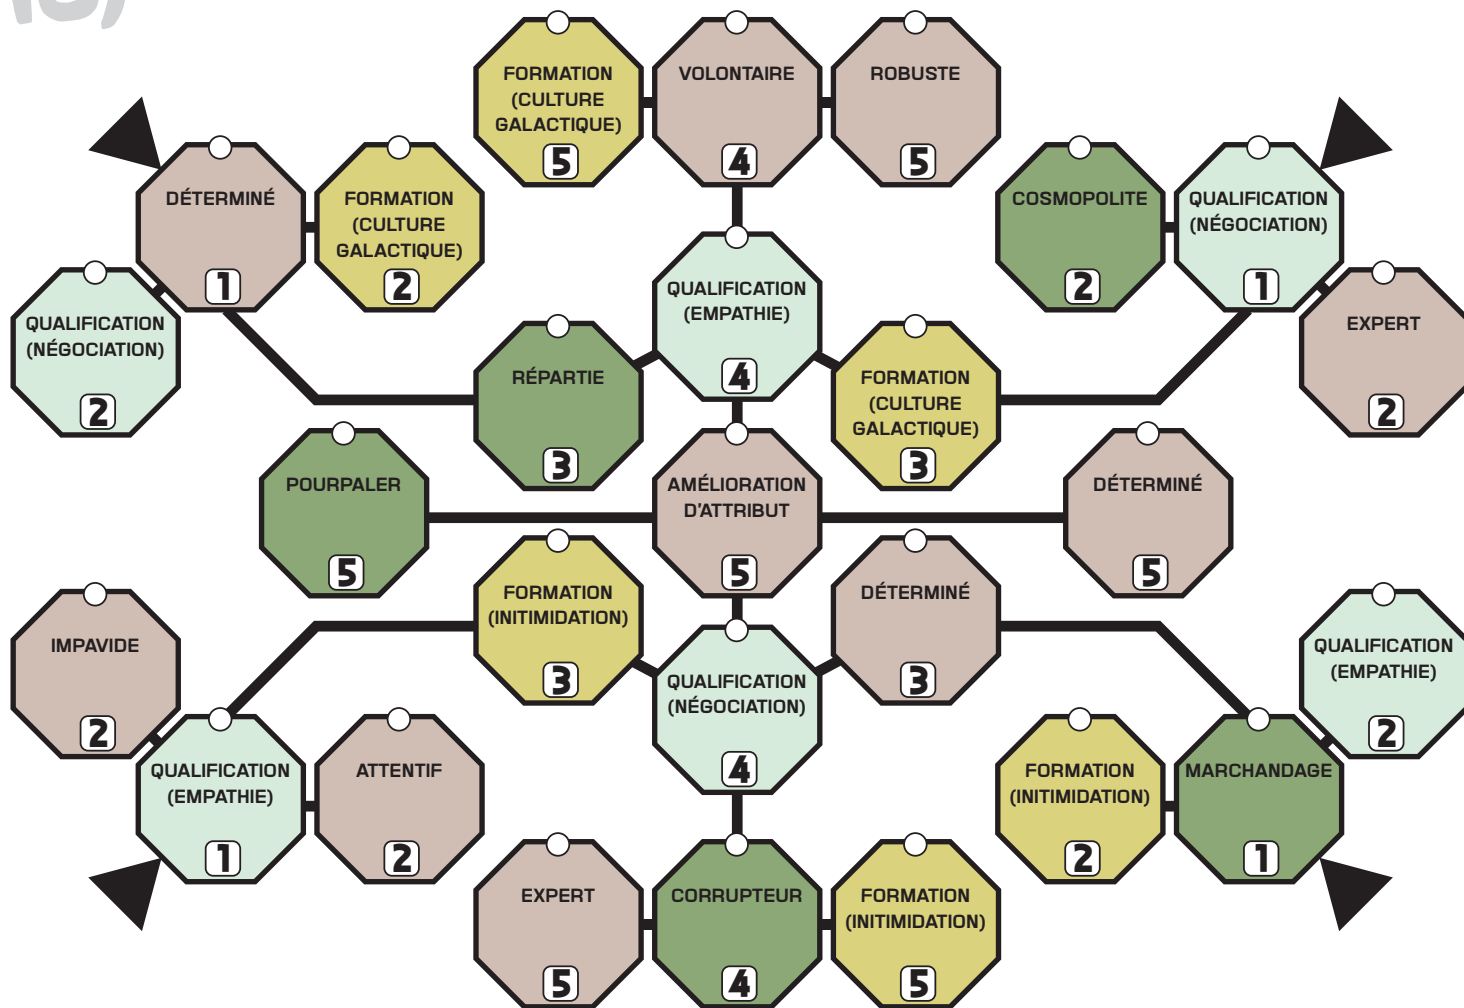 FORMATION
(CULTURE
GALACTIQUE)
5
VOLONTAIRE
4
ROBUSTE
5
DÉTERMINÉ
1
FORMATION
(CULTURE
GALACTIQUE)
2
COSMOPOLITE
2
QUALIFICATION
(NÉGOCIATION)
1
QUALIFICATION
(NÉGOCIATION)
2
RÉPARTIE
3
QUALIFICATION
(EMPATHIE)
4
FORMATION
(CULTURE
GALACTIQUE)
3
EXPERT
2
POURPALER
5
AMÉLIORATION
D'ATTRIBUT
5
DÉTERMINÉ
5
IMPAVIDE
2
FORMATION
(INITIMIDATION)
3
DÉTERMINÉ
3
QUALIFICATION
(EMPATHIE)
2
QUALIFICATION
(NÉGOCIATION)
4
QUALIFICATION
(EMPATHIE)
1
ATTENTIF
2
FORMATION
(INITIMIDATION)
2
MARCHANDAGE
1
EXPERT
5
CORRUPTEUR
4
FORMATION
(INITIMIDATION)
5